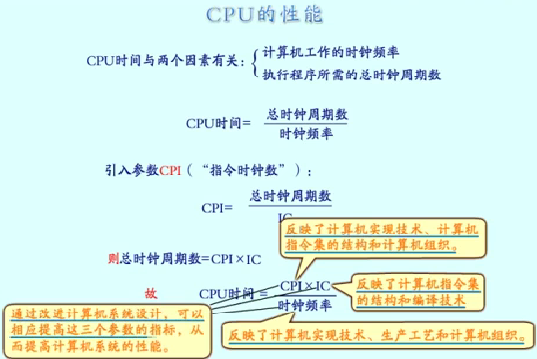 CPU的性能
CPU时间与两个因素有关：{计算机工作的时钟频率
执行程序所需的总时钟周期数
CPU时间= 总时钟周期数
时钟频率
引入参数CPI（“指令时钟数”）：
CPI= 总时钟周期数
IC
反映了计算机实现技术、计算机
指令集的结构和计算机组织。
则总时钟周期数=CPI×IC
故 CPU时间= CPI×IC
时钟频率
反映了计算机指令集
的结构和编译技术
通过改进计算机系统设计，可以
相应提高这三个参数的指标，从
而提高计算机系统的性能。
反映了计算机实现技术、生产工艺和计算机组织。